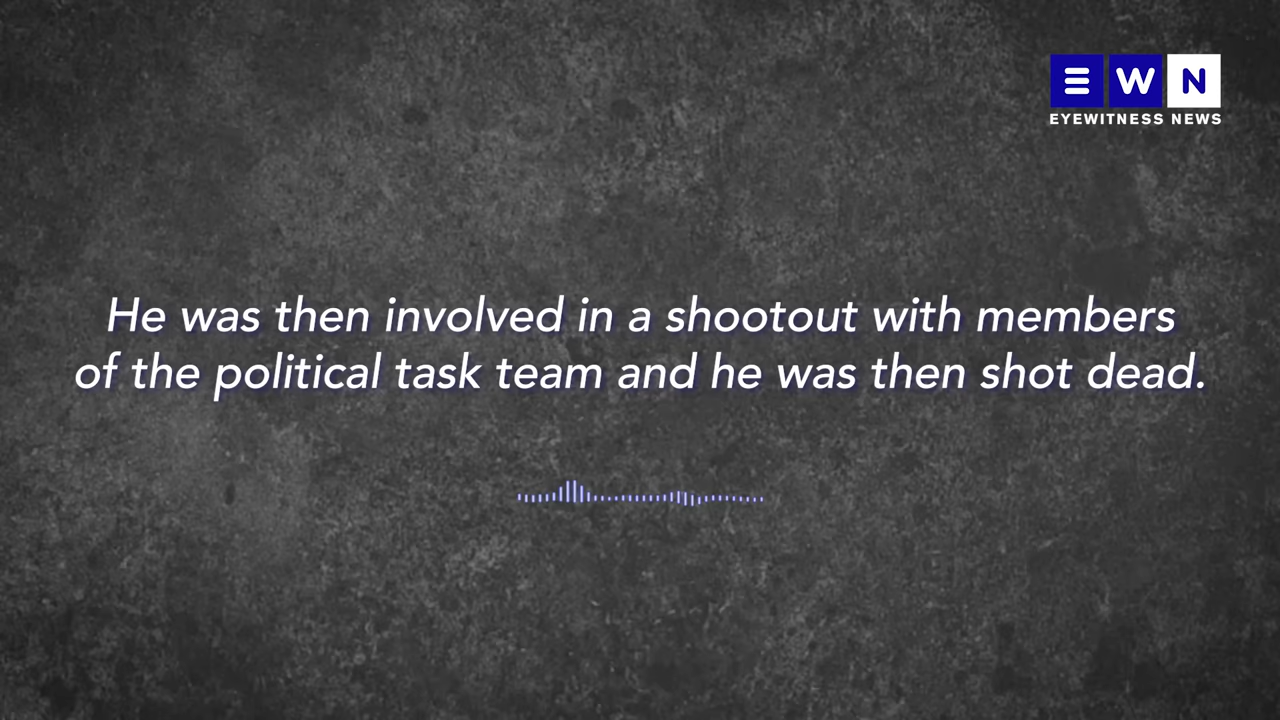 EWN
EYEWITNESS NEWS
He was then involved in a shootout with members
of the political task team and he was then shot dead.